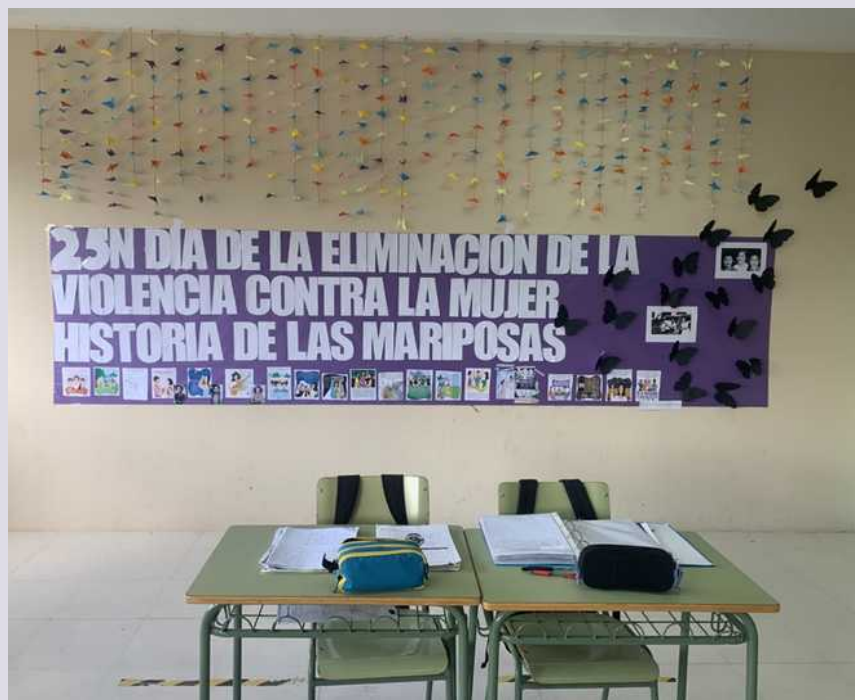 25N DÍA DE LA ELIMINACIÓN DE LA
VIOLENCIA CONTRA LA MUJER
HISTORIA DE LAS MARIPOSAS